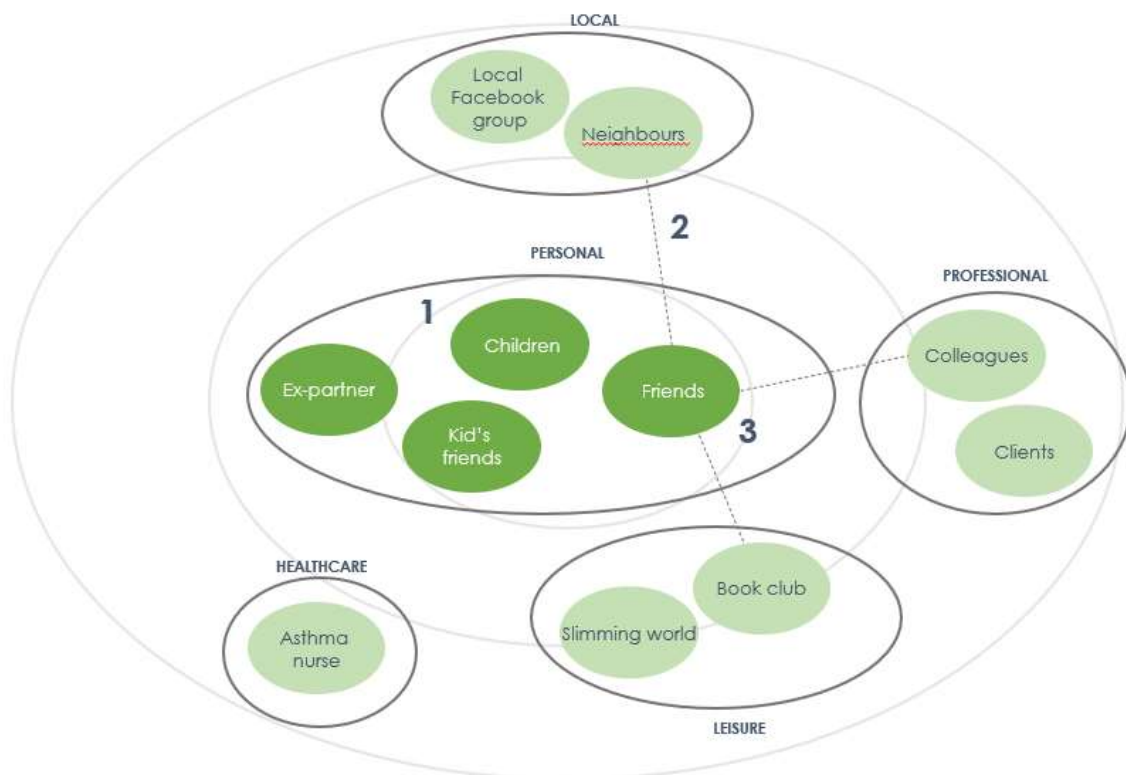 LOCAL
Local
Facebook
group
Neighbours
2
PERSONAL
PROFESSIONAL
1
Children
Colleagues
Ex-partner
Friends
3
Kid's
friends
Clients
HEALTHCARE
Book club
Asthma
nurse
Slimming world
LEISURE